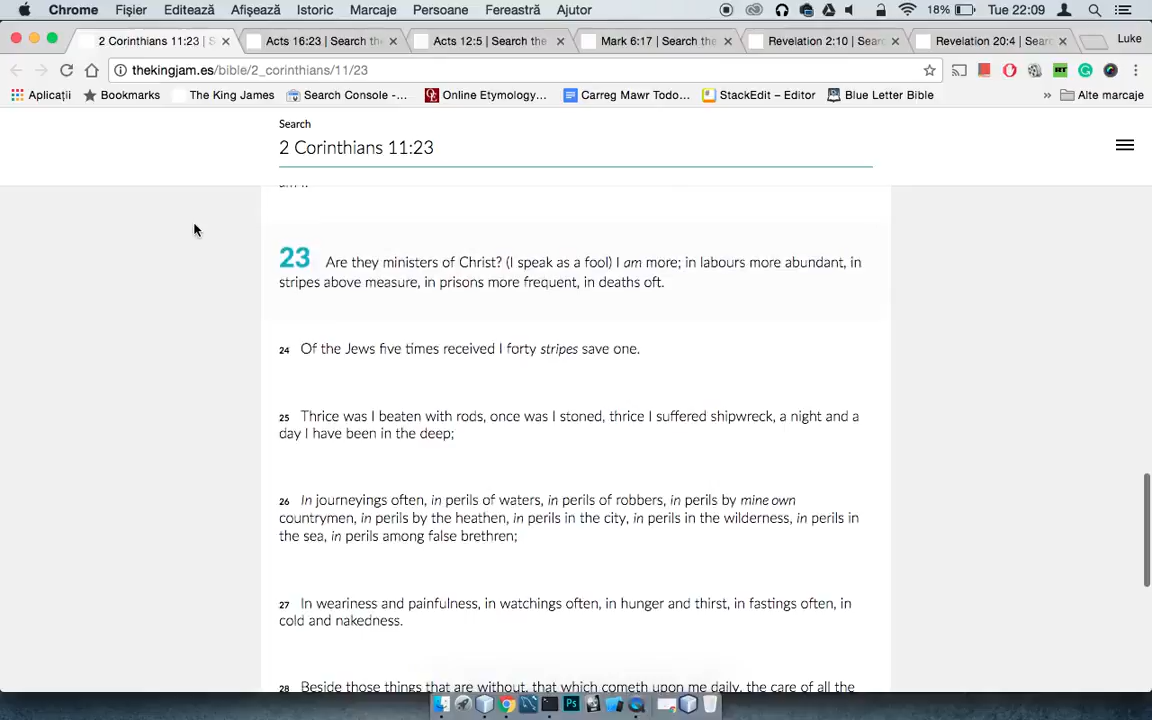 Chrome Fișier Editează Afișează Istoric Marcaje Persoane Fereastră Ajutor 18% Tue 22:09
2 Corinthians 11:23 | S Acts 16:23 | Search the Acts 12:5 | Search the Mark 6:17 | Search the Revelation 2:10 | Searc Revelation 20:4 | Searc Luke
thekingjam.es/bible/2_corinthians/11/23
Aplicații Bookmarks The King James Search Console -... Online Etymology... Carreg Mawr Todo... StackEdit – Editor Blue Letter Bible » Alte marcaje
Search
2 Corinthians 11:23
am I.
23 Are they ministers of Christ? (I speak as a fool) I am more; in labours more abundant, in
stripes above measure, in prisons more frequent, in deaths oft.
24 Of the Jews five times received I forty stripes save one.
25 Thrice was I beaten with rods, once was I stoned, thrice I suffered shipwreck, a night and a
day I have been in the deep;
26 In journeyings often, in perils of waters, in perils of robbers, in perils by mine own
countrymen, in perils by the heathen, in perils in the city, in perils in the wilderness, in perils in
the sea, in perils among false brethren;
27 In weariness and painfulness, in watchings often, in hunger and thirst, in fastings often, in
cold and nakedness.
28 Beside those things that are without, that which cometh upon me daily, the care of all the
Ps